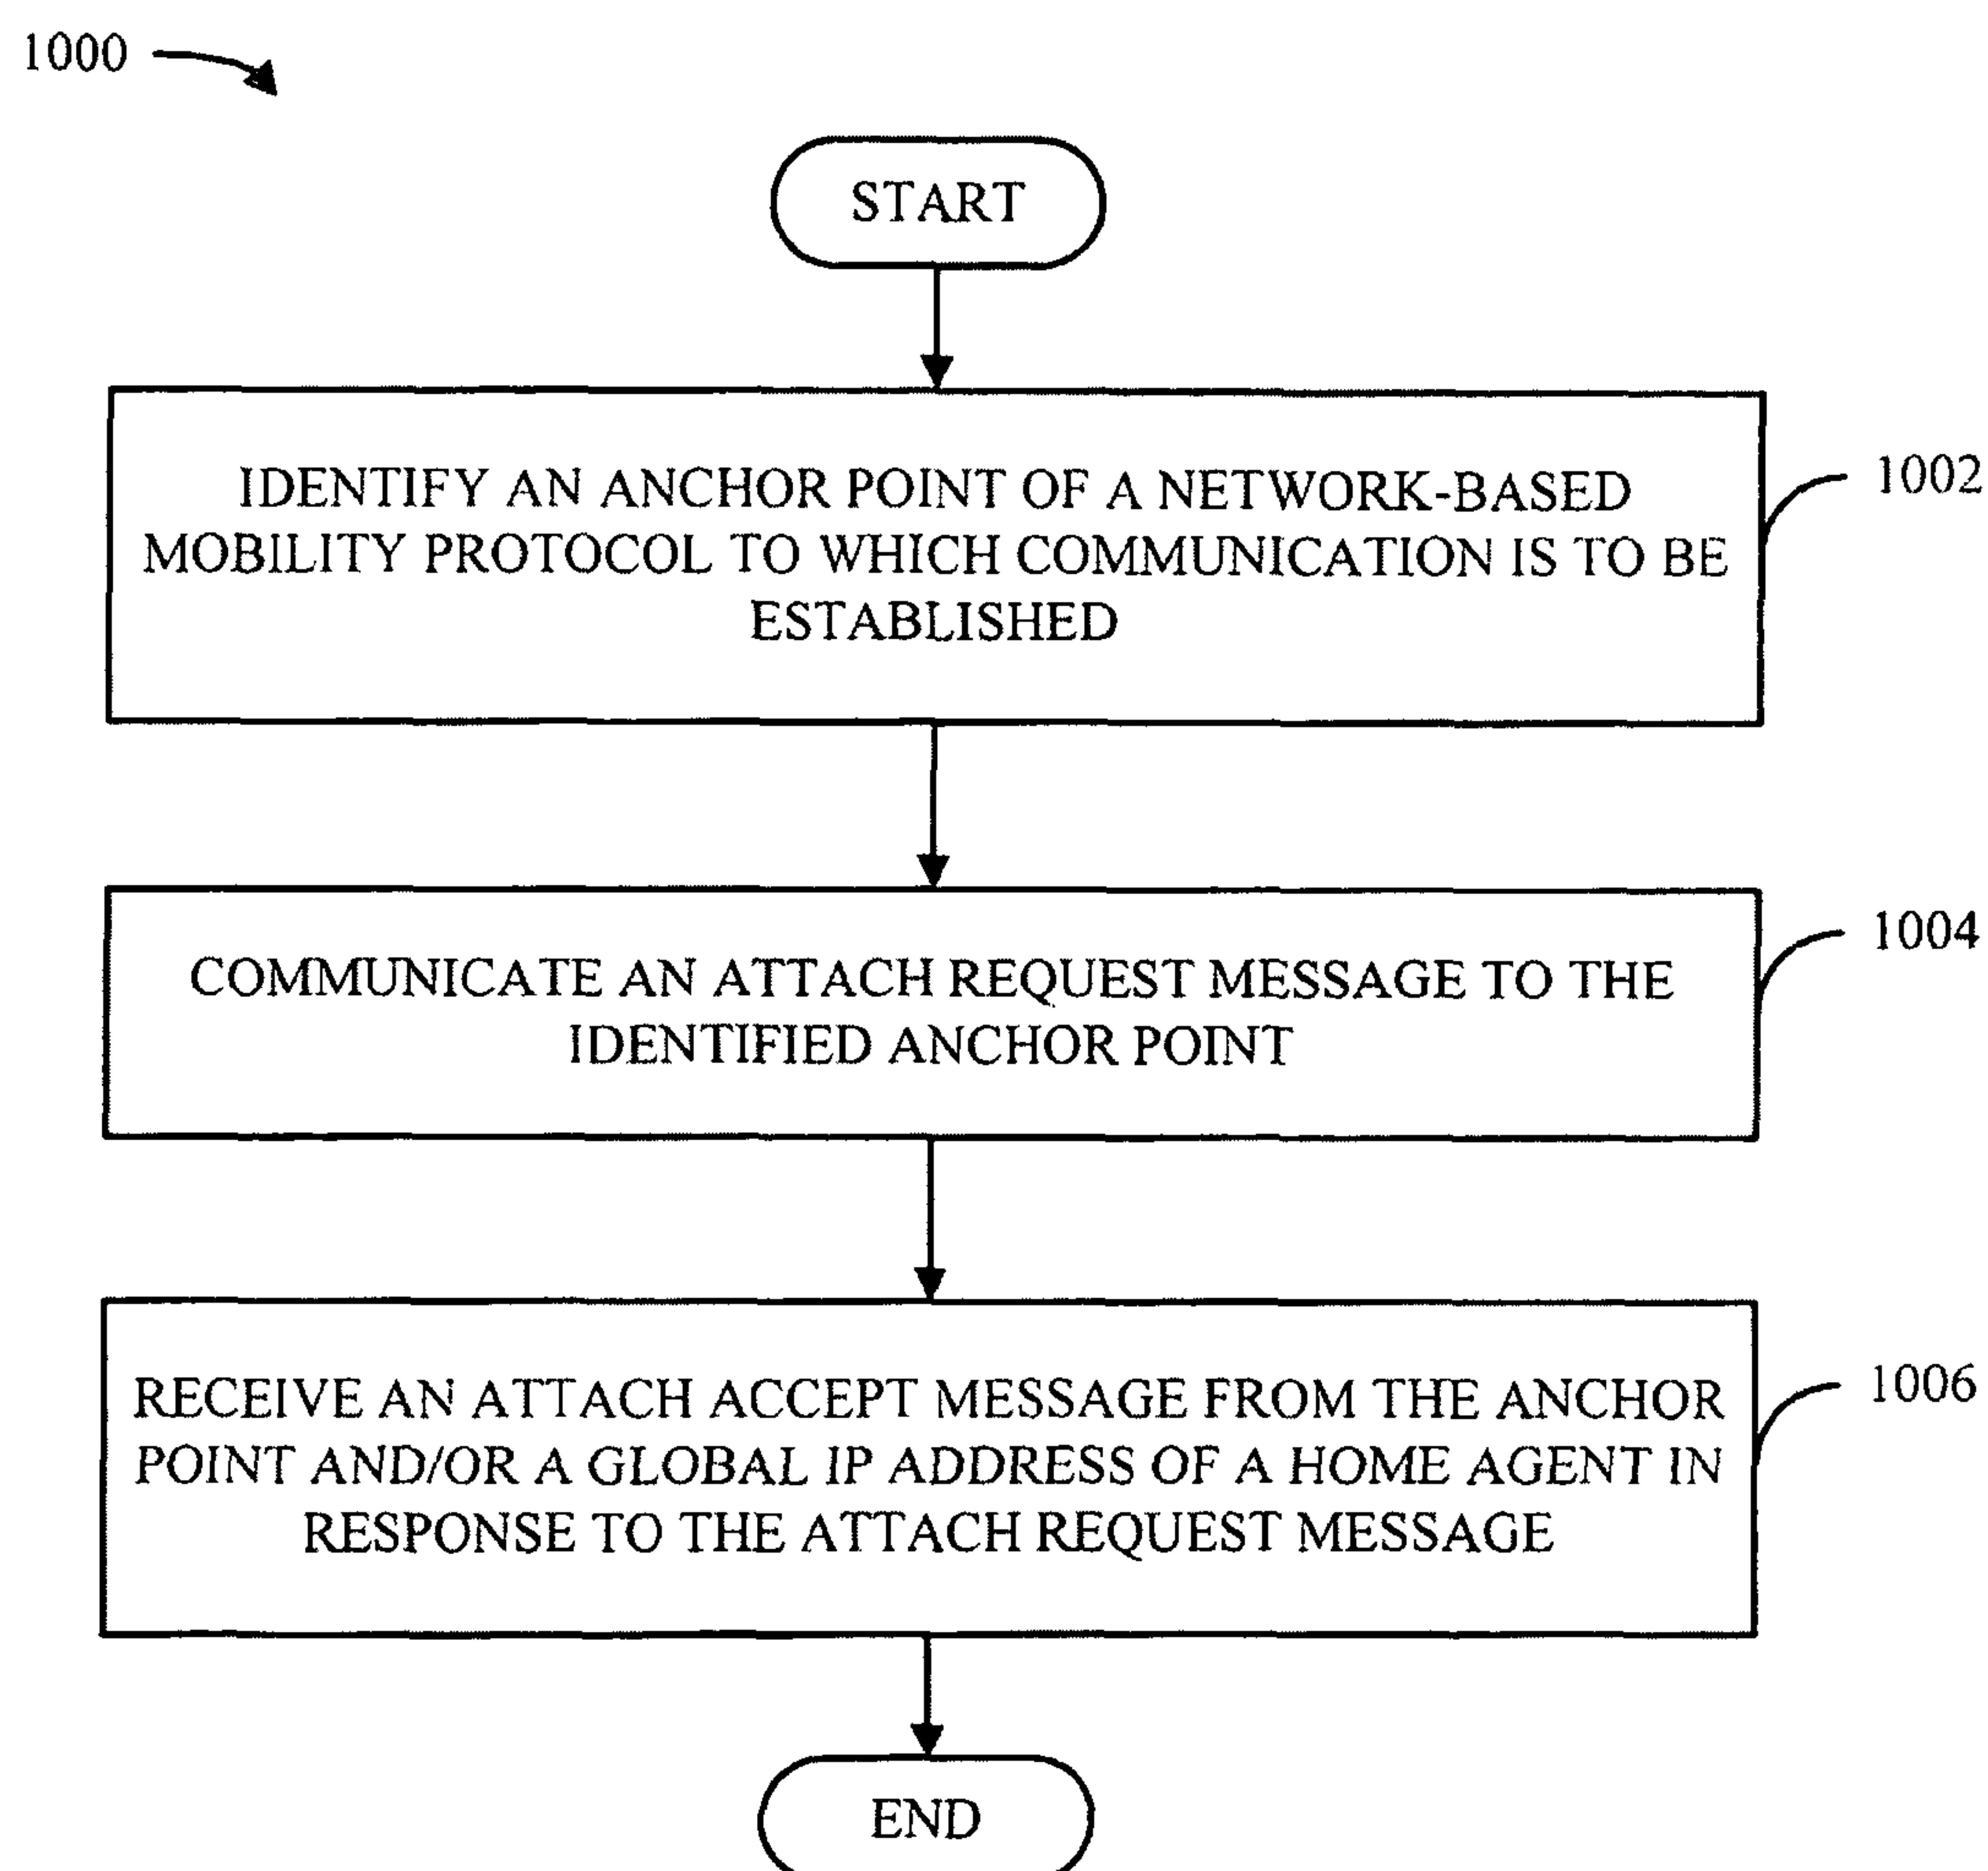 1000
START
IDENTIFY AN ANCHOR POINT OF A NETWORK-BASED
MOBILITY PROTOCOL TO WHICH COMMUNICATION IS TO BE
ESTABLISHED
1002
COMMUNICATE AN ATTACH REQUEST MESSAGE TO THE
IDENTIFIED ANCHOR POINT
1004
RECEIVE AN ATTACH ACCEPT MESSAGE FROM THE ANCHOR
POINT AND/OR A GLOBAL IP ADDRESS OF A HOME AGENT IN
RESPONSE TO THE ATTACH REQUEST MESSAGE
1006
END